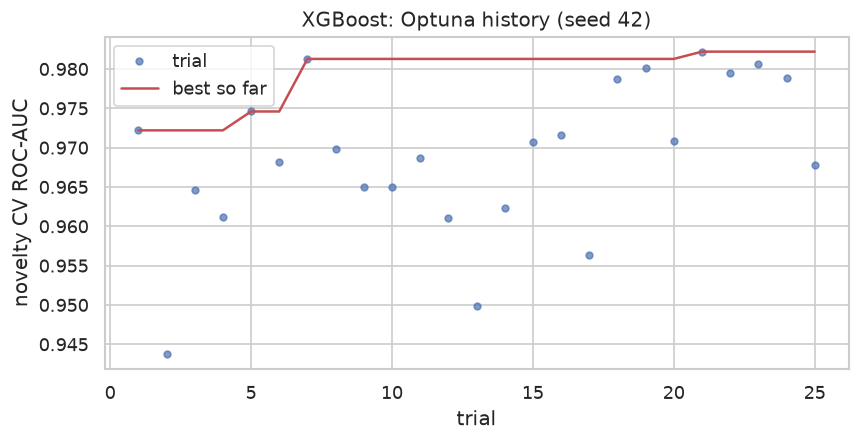 XGBoost: Optuna history (seed 42)
trial
best so far
novelty CV ROC-AUC
0.980
0.975
0.970
0.965
0.960
0.955
0.950
0.945
0 5 10 15 20 25
trial